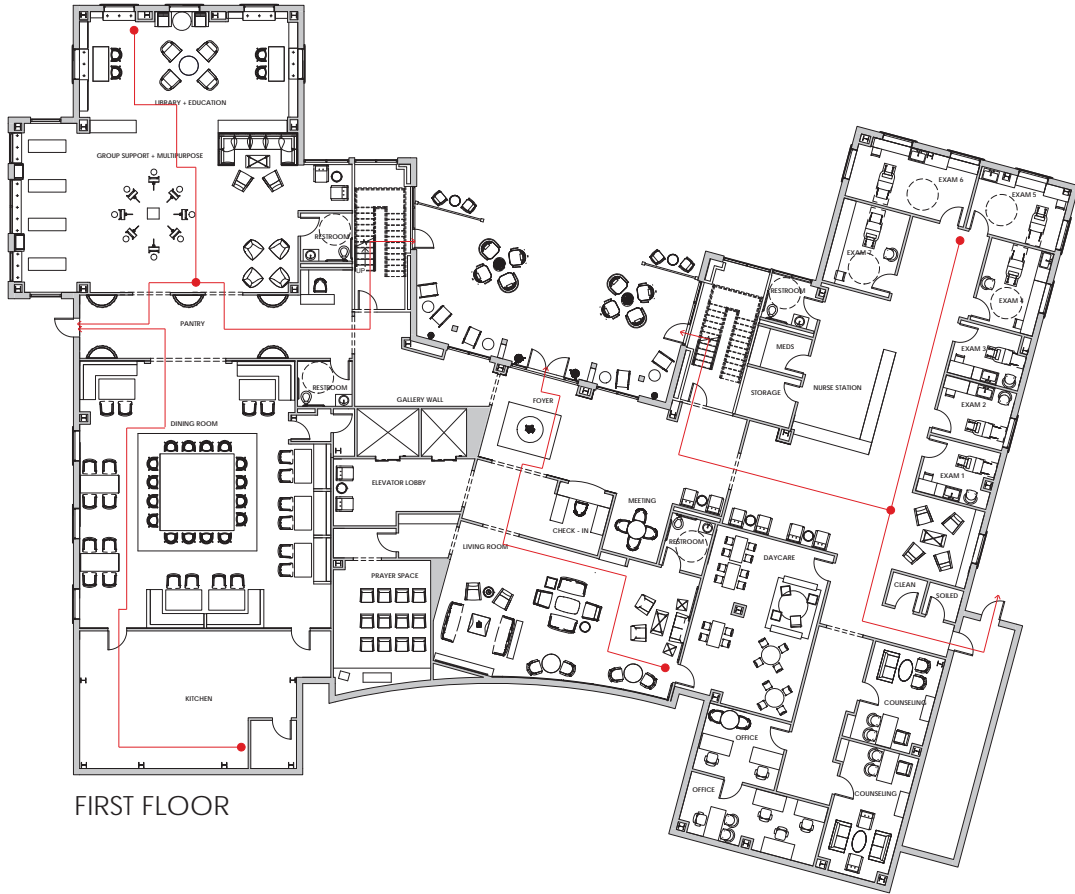 LIBRARY + EDUCATION
GROUP SUPPORT + MULTIPURPOSE
RESTROOM
UP
PANTRY
RESTROOM
GALLERY WALL
DINING ROOM
ELEVATOR LOBBY
FOYER
CHECK - IN
MEETING
LIVING ROOM
RESTROOM
PRAYER SPACE
KITCHEN
EXAM 6
EXAM 5
EXAM 7
EXAM 4
RESTROOM
MEDS
EXAM 3
STORAGE
NURSE STATION
EXAM 2
EXAM 1
DAYCARE
CLEAN
SOILED
COUNSELING
OFFICE
OFFICE
COUNSELING
FIRST FLOOR